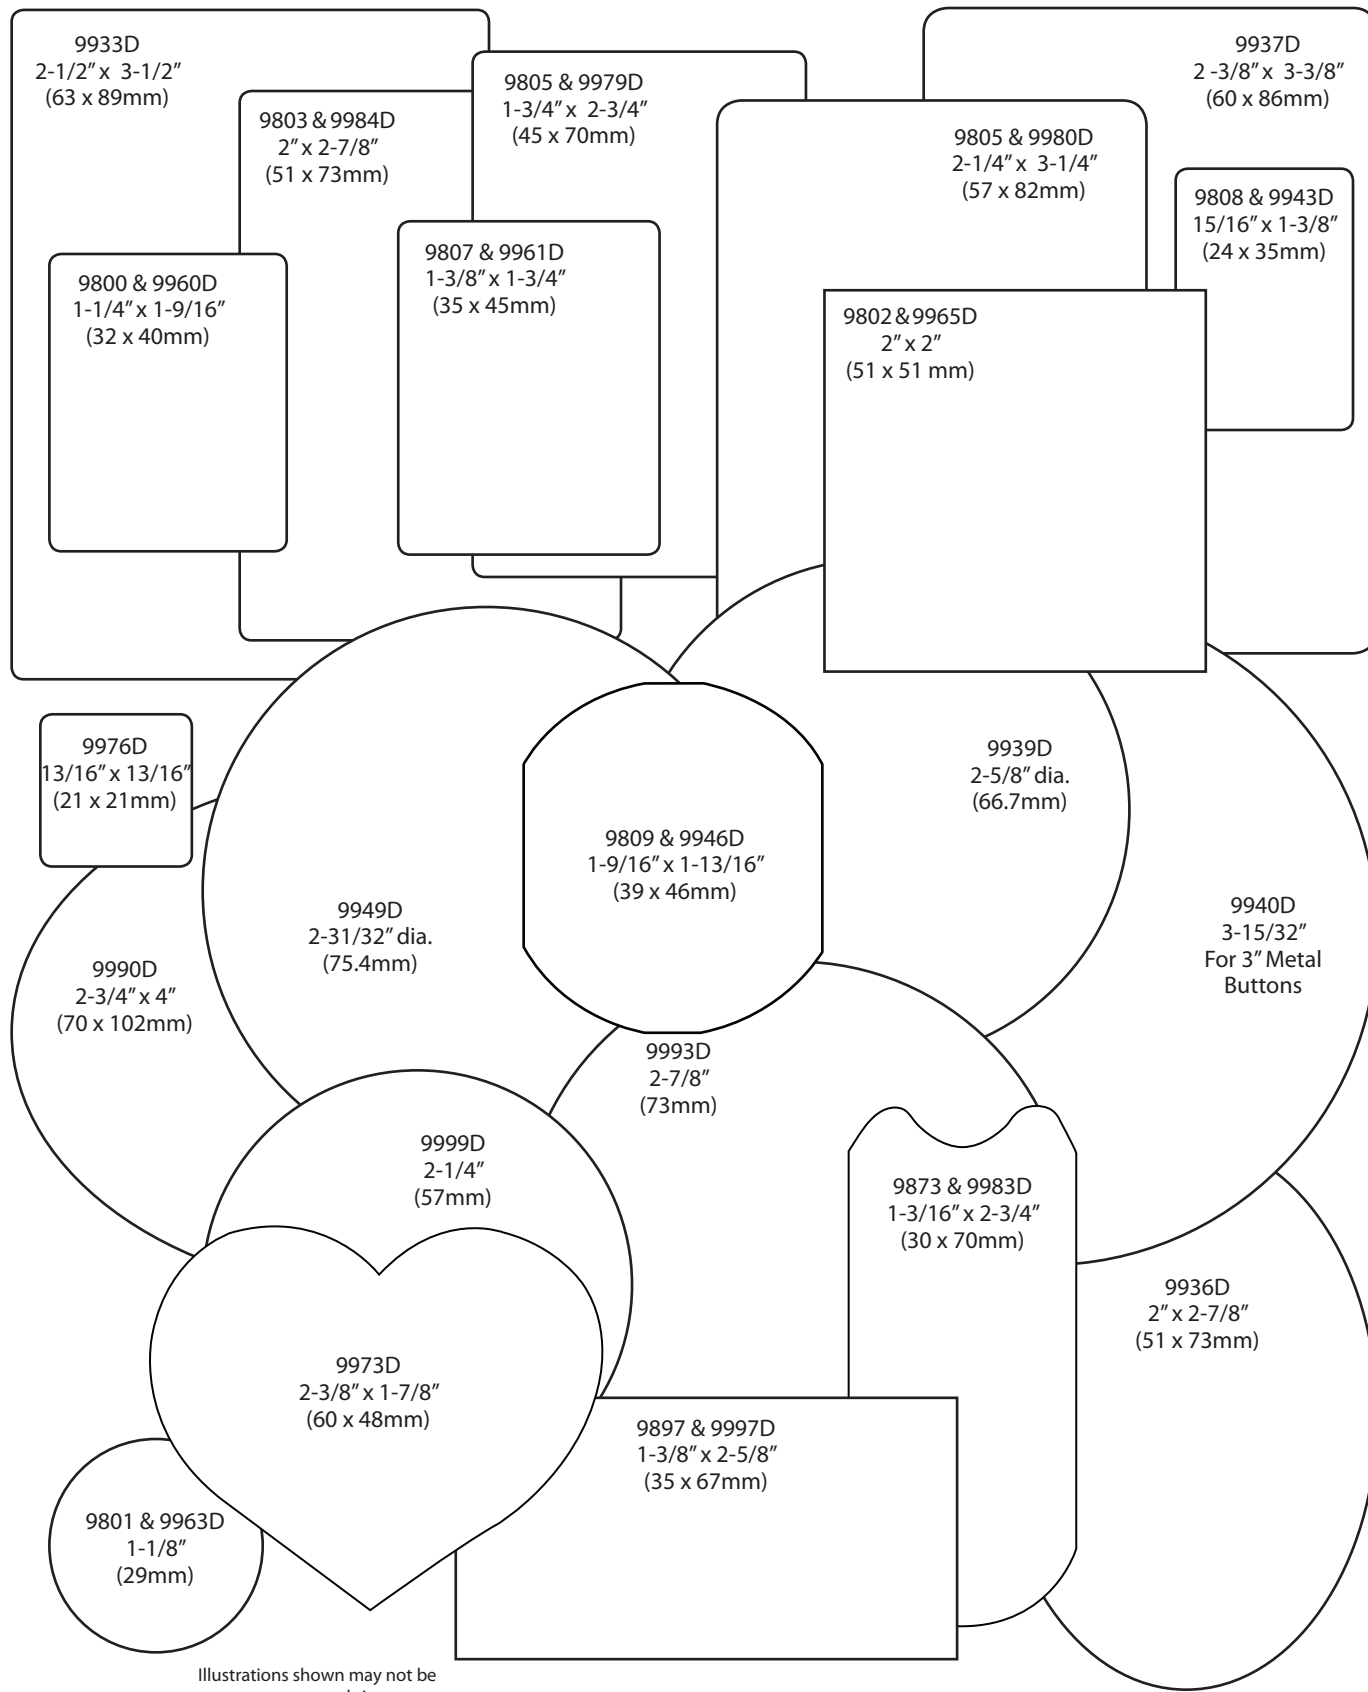 9933D
2-1/2” x 3-1/2”
(63 x 89mm)
9803 & 9984D
2” x 2-7/8”
(51 x 73mm)
9805 & 9979D
1-3/4” x 2-3/4”
(45 x 70mm)
9805 & 9980D
2-1/4” x 3-1/4”
(57 x 82mm)
9937D
2 -3/8” x 3-3/8”
(60 x 86mm)
9808 & 9943D
15/16” x 1-3/8”
(24 x 35mm)
9800 & 9960D
1-1/4” x 1-9/16”
(32 x 40mm)
9807 & 9961D
1-3/8” x 1-3/4”
(35 x 45mm)
9802 & 9965D
2” x 2”
(51 x 51 mm)
9976D
13/16” x 13/16”
(21 x 21mm)
9939D
2-5/8” dia.
(66.7mm)
9809 & 9946D
1-9/16” x 1-13/16”
(39 x 46mm)
9949D
2-31/32” dia.
(75.4mm)
9940D
3-15/32”
For 3” Metal
Buttons
9990D
2-3/4” x 4”
(70 x 102mm)
9993D
2-7/8”
(73mm)
9999D
2-1/4”
(57mm)
9873 & 9983D
1-3/16” x 2-3/4”
(30 x 70mm)
9936D
2” x 2-7/8”
(51 x 73mm)
9973D
2-3/8” x 1-7/8”
(60 x 48mm)
9897 & 9997D
1-3/8” x 2-5/8”
(35 x 67mm)
9801 & 9963D
1-1/8”
(29mm)
Illustrations shown may not be